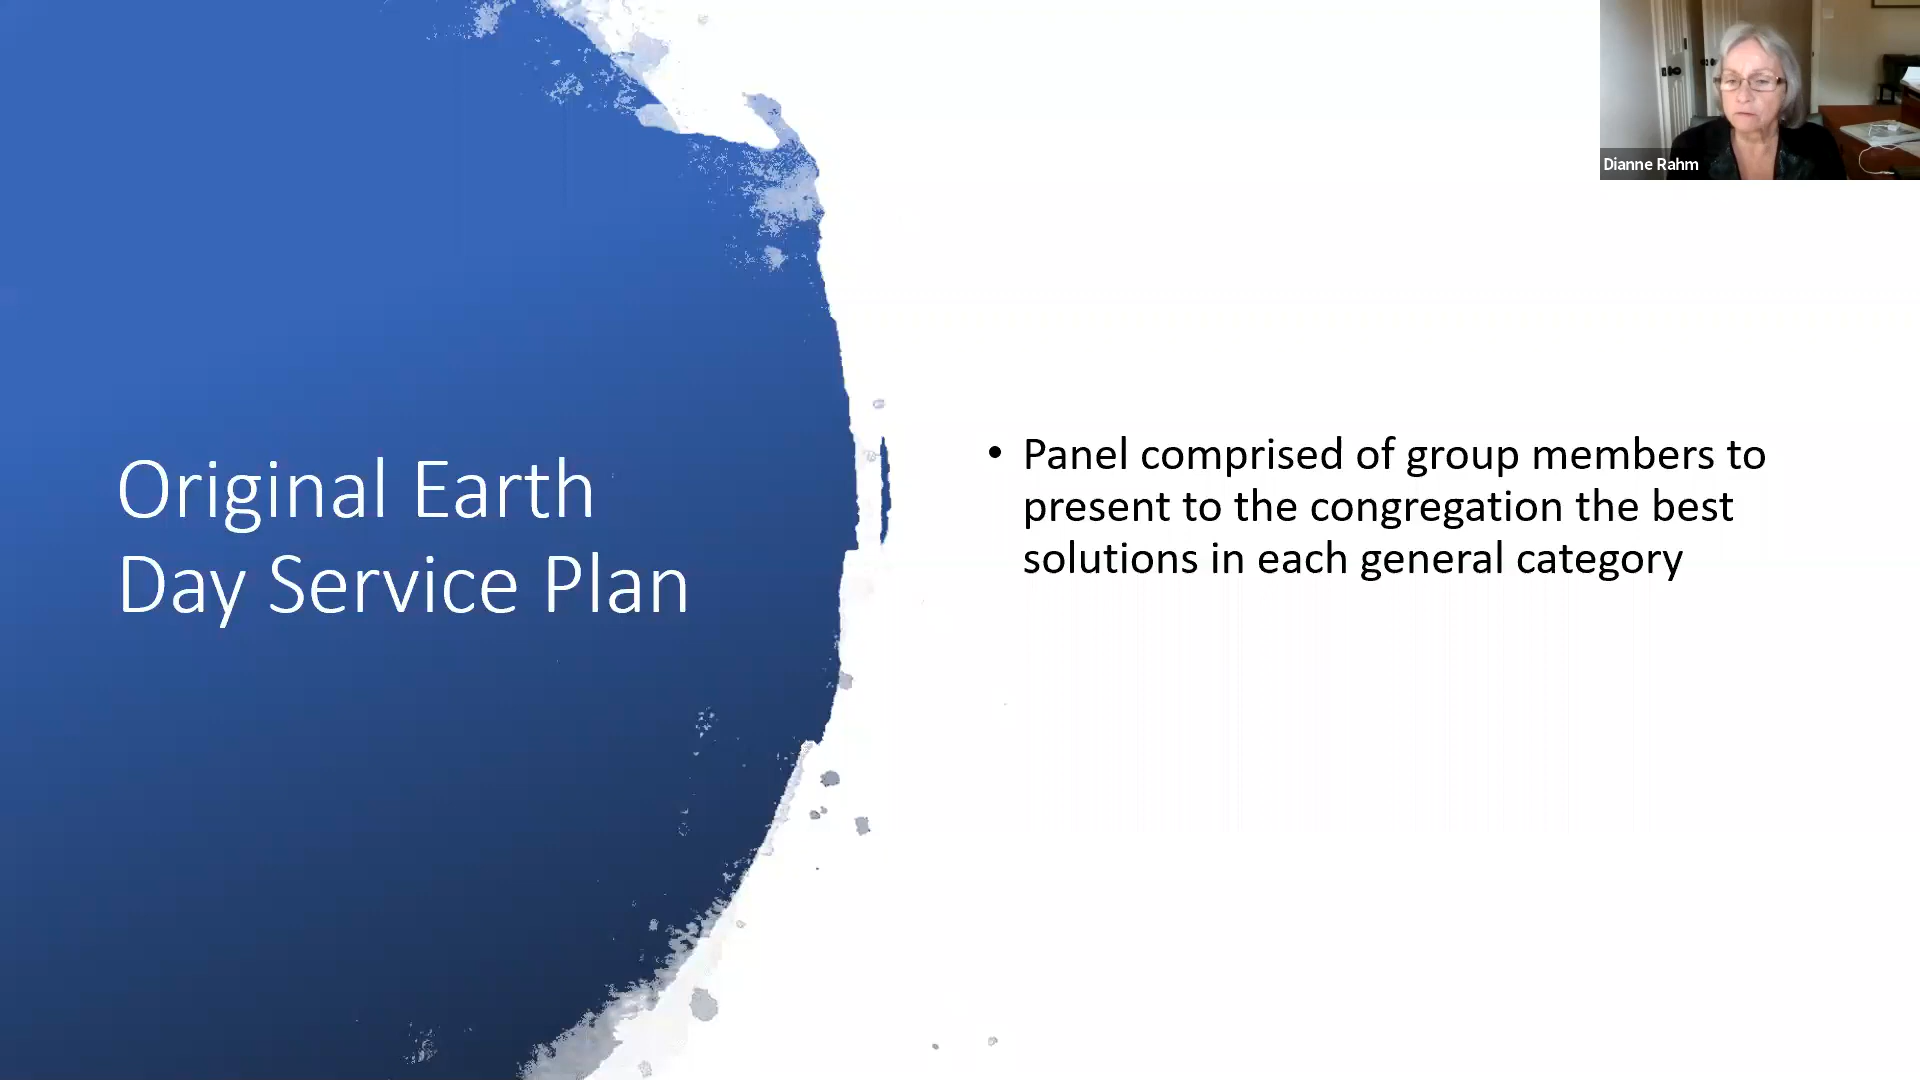 Original Earth
Day Service Plan
• Panel comprised of group members to
present to the congregation the best
solutions in each general category
Dianne Rahm